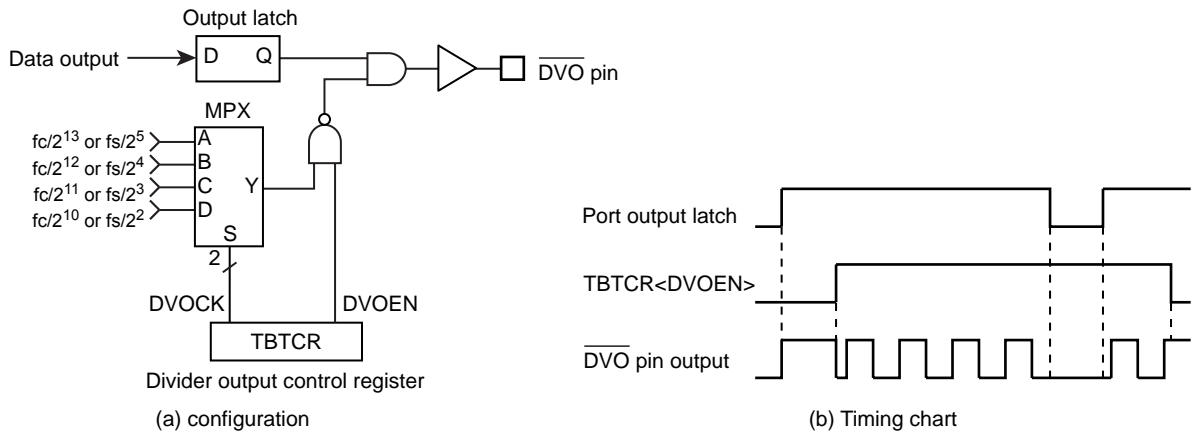 Output latch
Data output
D Q
DVO pin
MPX
fc/2^13 or fs/2^5
A
fc/2^12 or fs/2^4
B
fc/2^11 or fs/2^3
C
Y
fc/2^10 or fs/2^2
D
S
2
DVOCK
DVOEN
TBTCR
Divider output control register
(a) configuration
Port output latch
TBTCR<DVOEN>
DVO pin output
(b) Timing chart